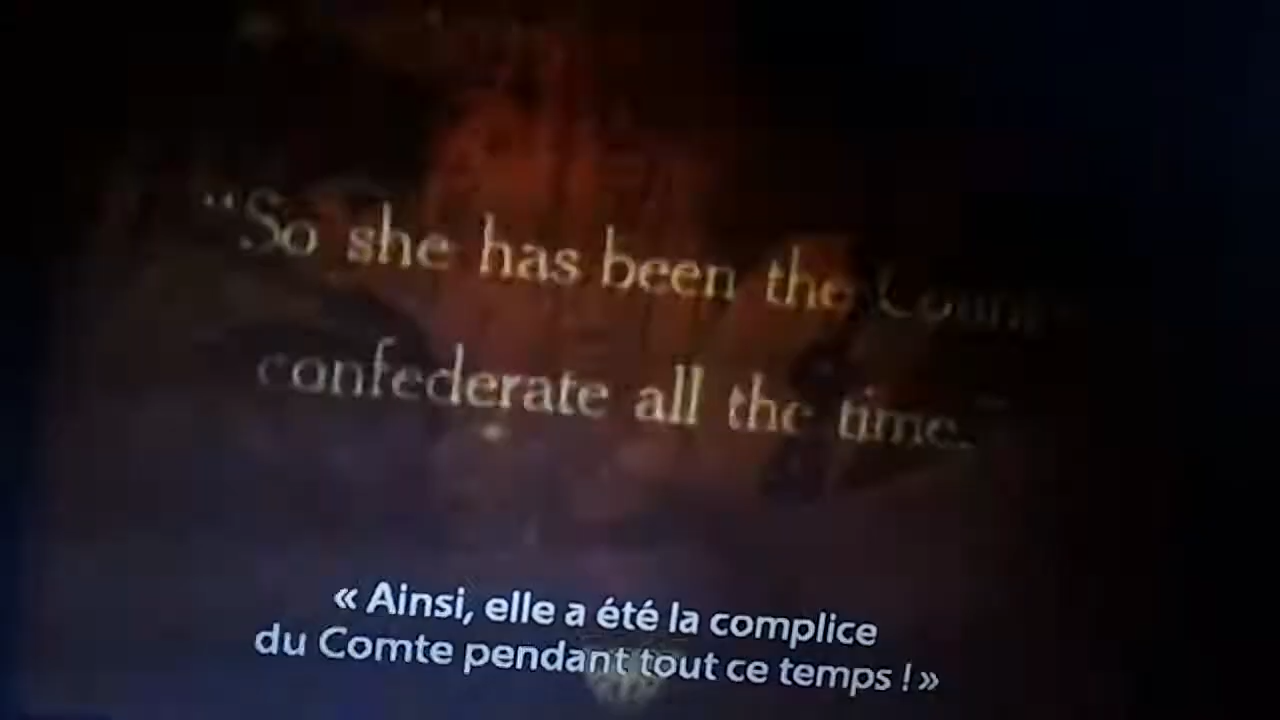 “So she has been the
confederate all the time.”
« Ainsi, elle a été la complice
du Comte pendant tout ce temps ! »